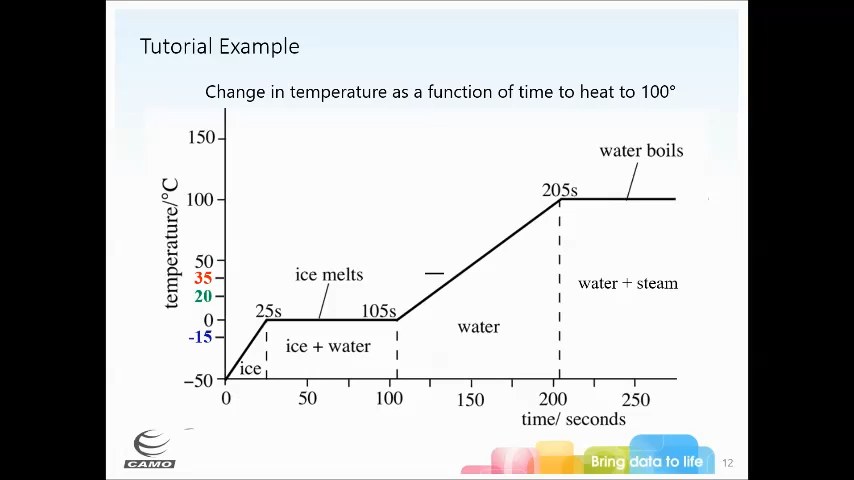 Tutorial Example
Change in temperature as a function of time to heat to 100°
temperature/°C
150
100
50
35
20
0
-15
−50
water boils
205s
ice melts
25s
105s
water + steam
water
ice + water
ice
0
50
100
150
200
250
time/ seconds
CAMO
Bring data to life
12